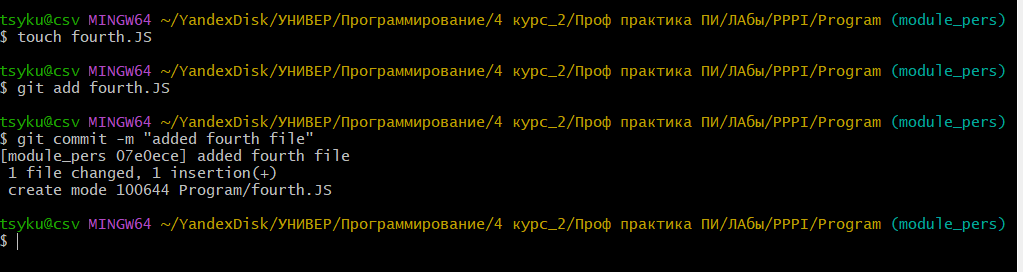 tsyku@csv MINGW64 ~/YandexDisk/УНИВЕР/Программирование/4 курс_2/Проф практика ПИ/ЛАбы/PPPI/Program (module_pers)
$ touch fourth.JS
tsyku@csv MINGW64 ~/YandexDisk/УНИВЕР/Программирование/4 курс_2/Проф практика ПИ/ЛАбы/PPPI/Program (module_pers)
$ git add fourth.JS
tsyku@csv MINGW64 ~/YandexDisk/УНИВЕР/Программирование/4 курс_2/Проф практика ПИ/ЛАбы/PPPI/Program (module_pers)
$ git commit -m "added fourth file"
[module_pers 07e0ece] added fourth file
1 file changed, 1 insertion(+)
create mode 100644 Program/fourth.JS
tsyku@csv MINGW64 ~/YandexDisk/УНИВЕР/Программирование/4 курс_2/Проф практика ПИ/ЛАбы/PPPI/Program (module_pers)
$